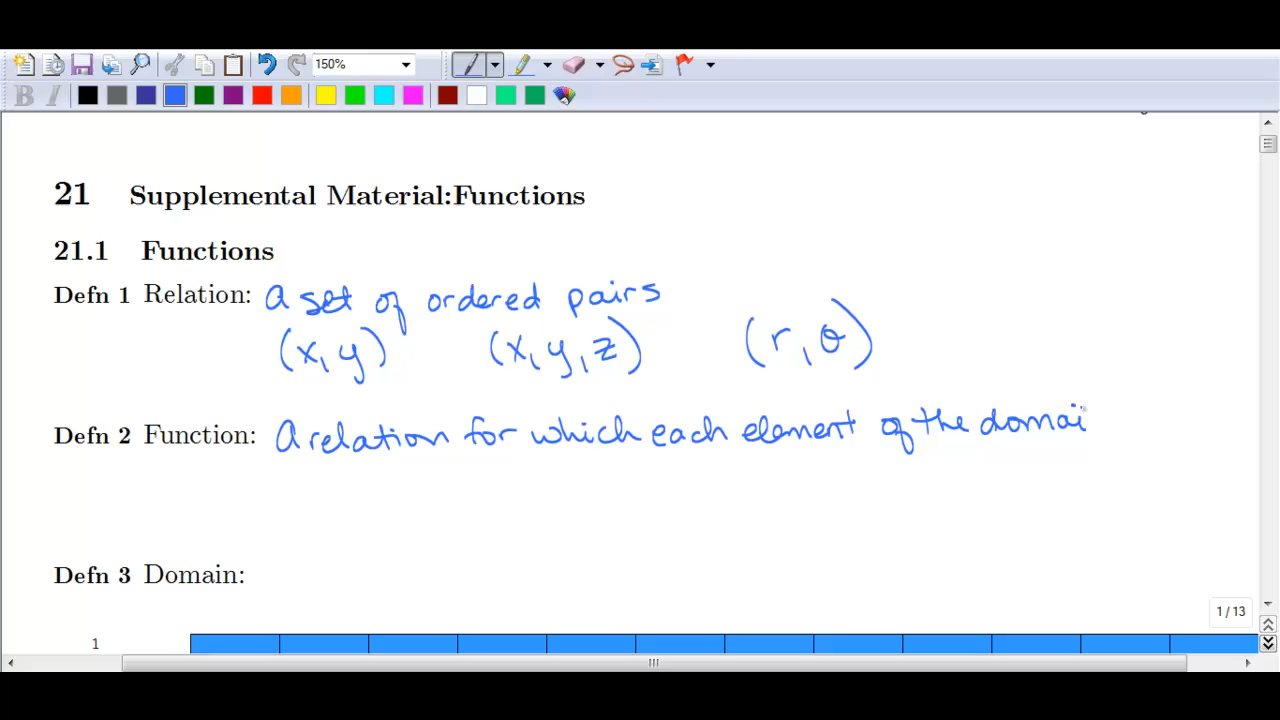 150%
B I
21 Supplemental Material:Functions
21.1 Functions
Defn 1 Relation: A set of ordered pairs
(x, y) (x, y, z) (r, θ)
Defn 2 Function: A relation for which each element of the domai
Defn 3 Domain:
1 / 13
1